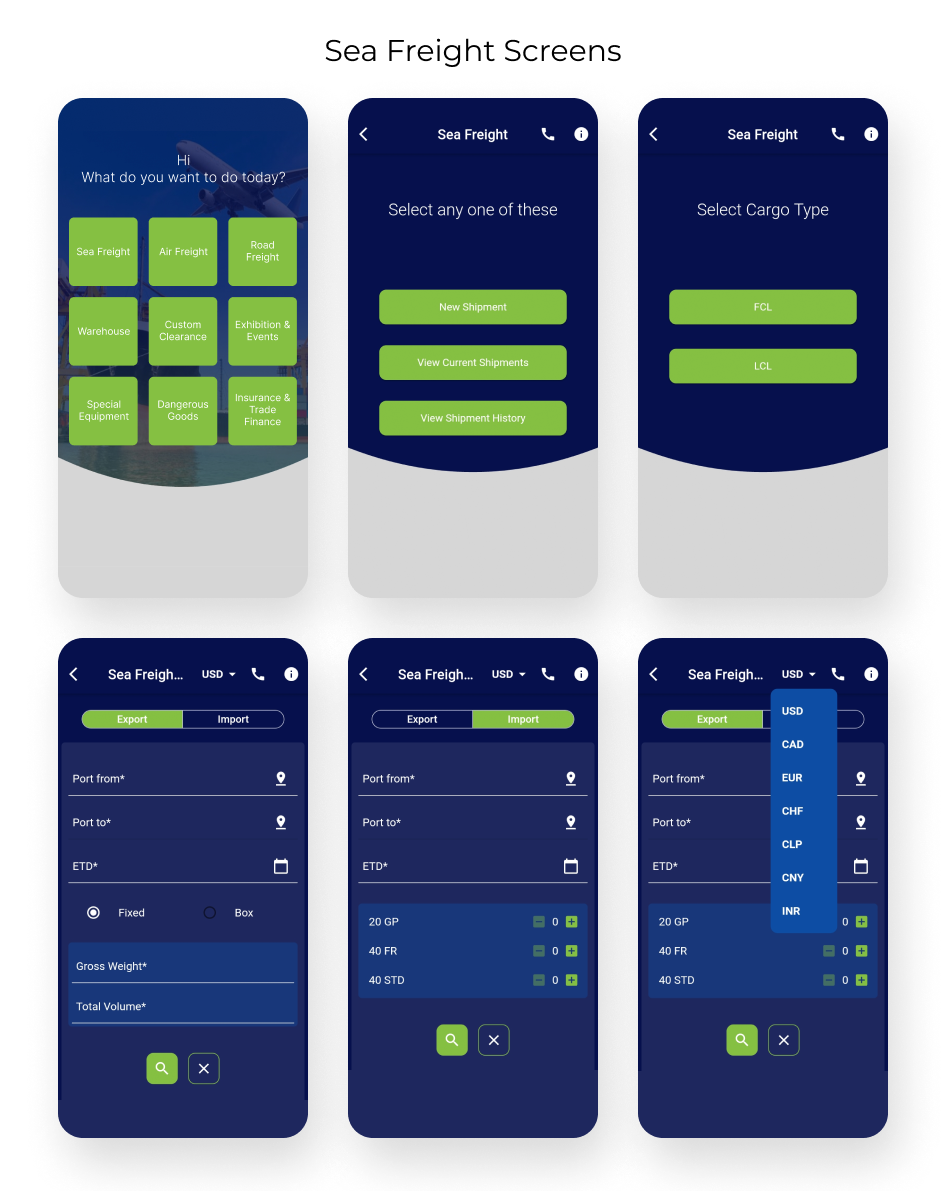 Sea Freight Screens
Hi
What do you want to do today?
Sea Freight
Air Freight
Road
Freight
Warehouse
Custom
Clearance
Exhibition &
Events
Special
Equipment
Dangerous
Goods
Insurance &
Trade
Finance
Sea Freight
Select any one of these
New Shipment
View Current Shipments
View Shipment History
Sea Freight
Select Cargo Type
FCL
LCL
Sea Freigh... USD
Export Import
Port from*
Port to*
ETD*
Fixed Box
Gross Weight*
Total Volume*
Sea Freigh... USD
Export Import
Port from*
Port to*
ETD*
20 GP 0
40 FR 0
40 STD 0
Sea Freigh... USD
Export
USD
CAD
EUR
CHF
CLP
CNY
INR
Port from*
Port to*
ETD*
20 GP 0
40 FR 0
40 STD 0